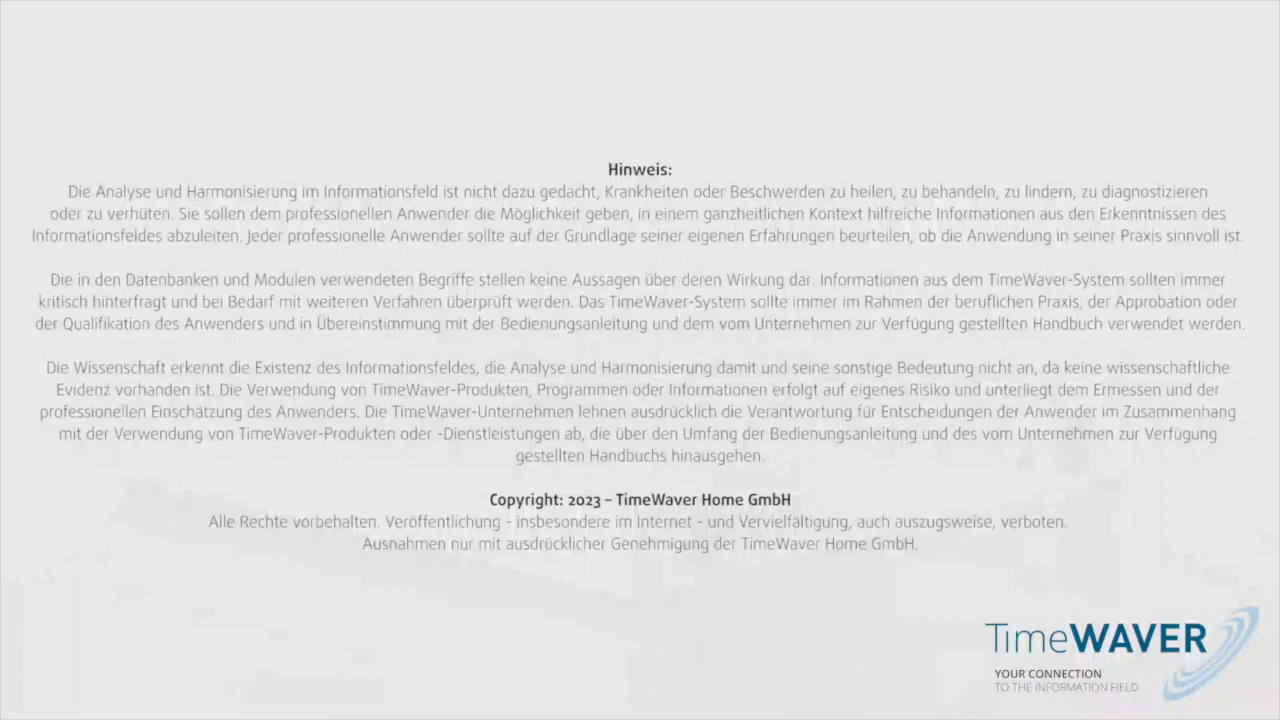 Hinweis:
Die Analyse und Harmonisierung im Informationsfeld ist nicht dazu gedacht, Krankheiten oder Beschwerden zu heilen, zu behandeln, zu lindern, zu diagnostizieren
oder zu verhüten. Sie sollen dem professionellen Anwender die Möglichkeit geben, in einem ganzheitlichen Kontext hilfreiche Informationen aus den Erkenntnissen des
Informationsfeldes abzuleiten. Jeder professionelle Anwender sollte auf der Grundlage seiner eigenen Erfahrungen beurteilen, ob die Anwendung in seiner Praxis sinnvoll ist.
Die in den Datenbanken und Modulen verwendeten Begriffe stellen keine Aussagen über deren Wirkung dar. Informationen aus dem TimeWaver-System sollten immer
kritisch hinterfragt und bei Bedarf mit weiteren Verfahren überprüft werden. Das TimeWaver-System sollte immer im Rahmen der beruflichen Praxis, der Approbation oder
der Qualifikation des Anwenders und in Übereinstimmung mit der Bedienungsanleitung und dem vom Unternehmen zur Verfügung gestellten Handbuch verwendet werden.
Die Wissenschaft erkennt die Existenz des Informationsfeldes, die Analyse und Harmonisierung damit und seine sonstige Bedeutung nicht an, da keine wissenschaftliche
Evidenz vorhanden ist. Die Verwendung von TimeWaver-Produkten, Programmen oder Informationen erfolgt auf eigenes Risiko und unterliegt dem Ermessen und der
professionellen Einschätzung des Anwenders. Die TimeWaver-Unternehmen lehnen ausdrücklich die Verantwortung für Entscheidungen der Anwender im Zusammenhang
mit der Verwendung von TimeWaver-Produkten oder -Dienstleistungen ab, die über den Umfang der Bedienungsanleitung und des vom Unternehmen zur Verfügung
gestellten Handbuchs hinausgehen.
Copyright: 2023 – TimeWaver Home GmbH
Alle Rechte vorbehalten. Veröffentlichung - insbesondere im Internet - und Vervielfältigung, auch auszugsweise, verboten.
Ausnahmen nur mit ausdrücklicher Genehmigung der TimeWaver Home GmbH.
TimeWAVER
YOUR CONNECTION
TO THE INFORMATION FIELD